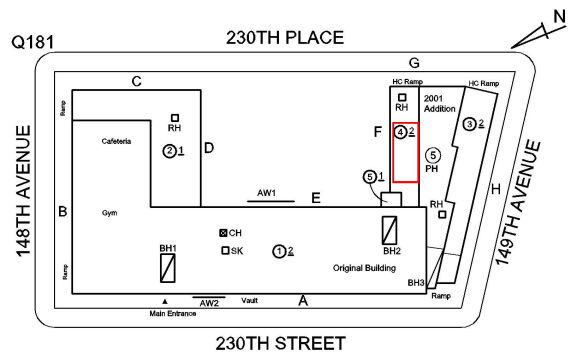 Q181
230TH PLACE
N
G
C
HC Ramp
HC Ramp
Ramp
RH
RH
2001
Addition
Cafeteria
2 1
D
F
4 2
3 2
5
PH
5 1
148TH AVENUE
B
Gym
AW1
E
RH
H
149TH AVENUE
CH
SK
1 2
BH1
BH2
Original Building
BH3
Ramp
AW2
Vault
A
Ramp
Main Entrance
230TH STREET